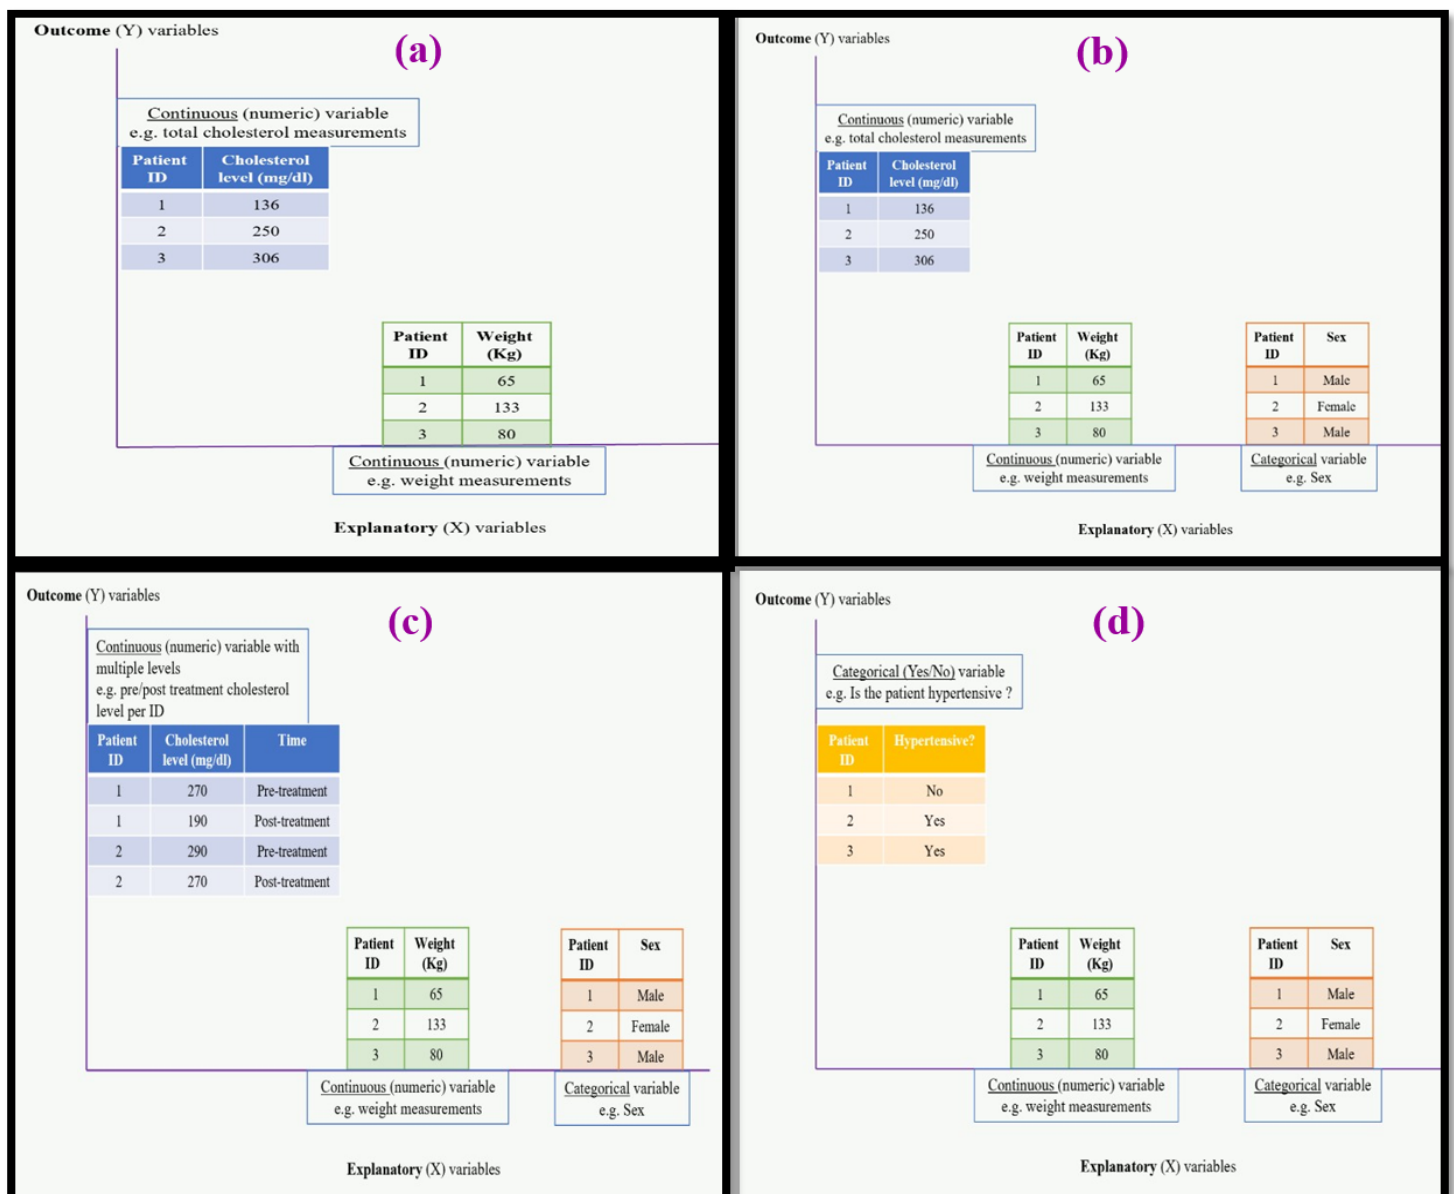 Outcome (Y) variables
(a)
Continuous (numeric) variable
e.g. total cholesterol measurements
Patient ID Cholesterol level (mg/dl)
1 136
2 250
3 306
Patient ID Weight (Kg)
1 65
2 133
3 80
Continuous (numeric) variable
e.g. weight measurements
Explanatory (X) variables
Outcome (Y) variables
(b)
Continuous (numeric) variable
e.g. total cholesterol measurements
Patient ID Cholesterol level (mg/dl)
1 136
2 250
3 306
Patient ID Weight (Kg)
1 65
2 133
3 80
Patient ID Sex
1 Male
2 Female
3 Male
Continuous (numeric) variable
e.g. weight measurements
Categorical variable
e.g. Sex
Explanatory (X) variables
Outcome (Y) variables
(c)
Continuous (numeric) variable with
multiple levels
e.g. pre/post treatment cholesterol
level per ID
Patient ID Cholesterol level (mg/dl) Time
1 270 Pre-treatment
1 190 Post-treatment
2 290 Pre-treatment
2 270 Post-treatment
Patient ID Weight (Kg)
1 65
2 133
3 80
Patient ID Sex
1 Male
2 Female
3 Male
Continuous (numeric) variable
e.g. weight measurements
Categorical variable
e.g. Sex
Explanatory (X) variables
Outcome (Y) variables
(d)
Categorical (Yes/No) variable
e.g. Is the patient hypertensive ?
Patient ID Hypertensive?
1 No
2 Yes
3 Yes
Patient ID Weight (Kg)
1 65
2 133
3 80
Patient ID Sex
1 Male
2 Female
3 Male
Continuous (numeric) variable
e.g. weight measurements
Categorical variable
e.g. Sex
Explanatory (X) variables